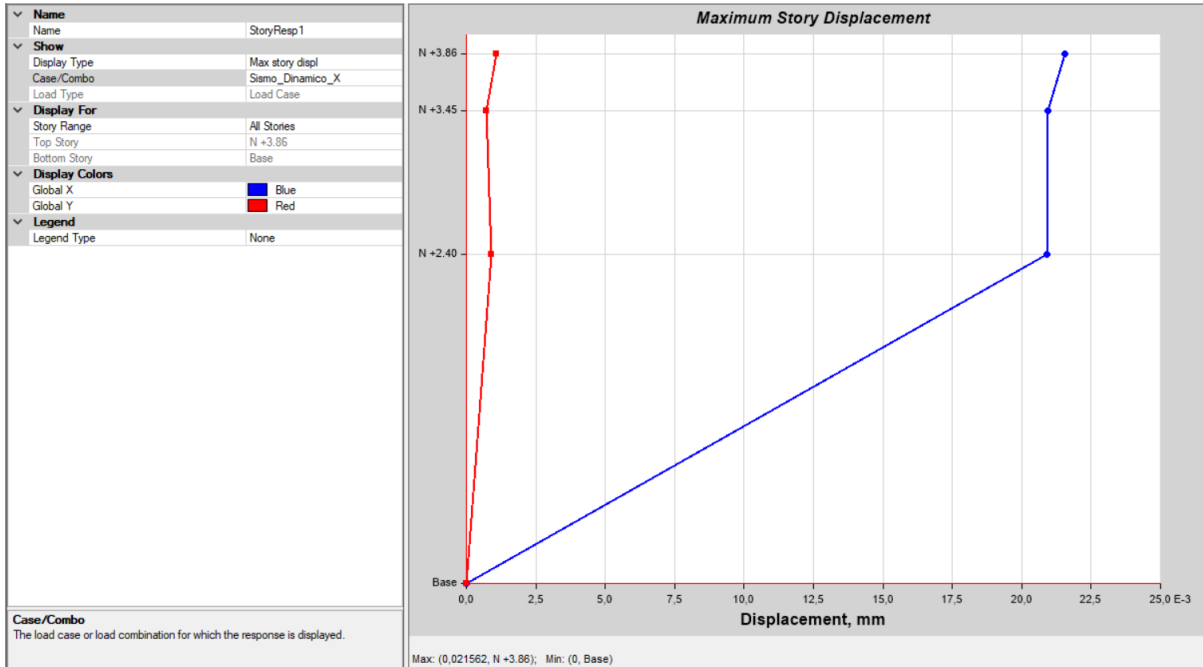 Name
Name StoryResp1
Show
Display Type Max story displ
Case/Combo Sismo_Dinamico_X
Load Type Load Case
Display For
Story Range All Stories
Top Story N +3.86
Bottom Story Base
Display Colors
Global X Blue
Global Y Red
Legend
Legend Type None
Case/Combo
The load case or load combination for which the response is displayed.
Maximum Story Displacement
N +3.86
N +3.45
N +2.40
Base
0,0 2,5 5,0 7,5 10,0 12,5 15,0 17,5 20,0 22,5 25,0 E-3
Displacement, mm
Max: (0,021562, N +3.86); Min: (0, Base)